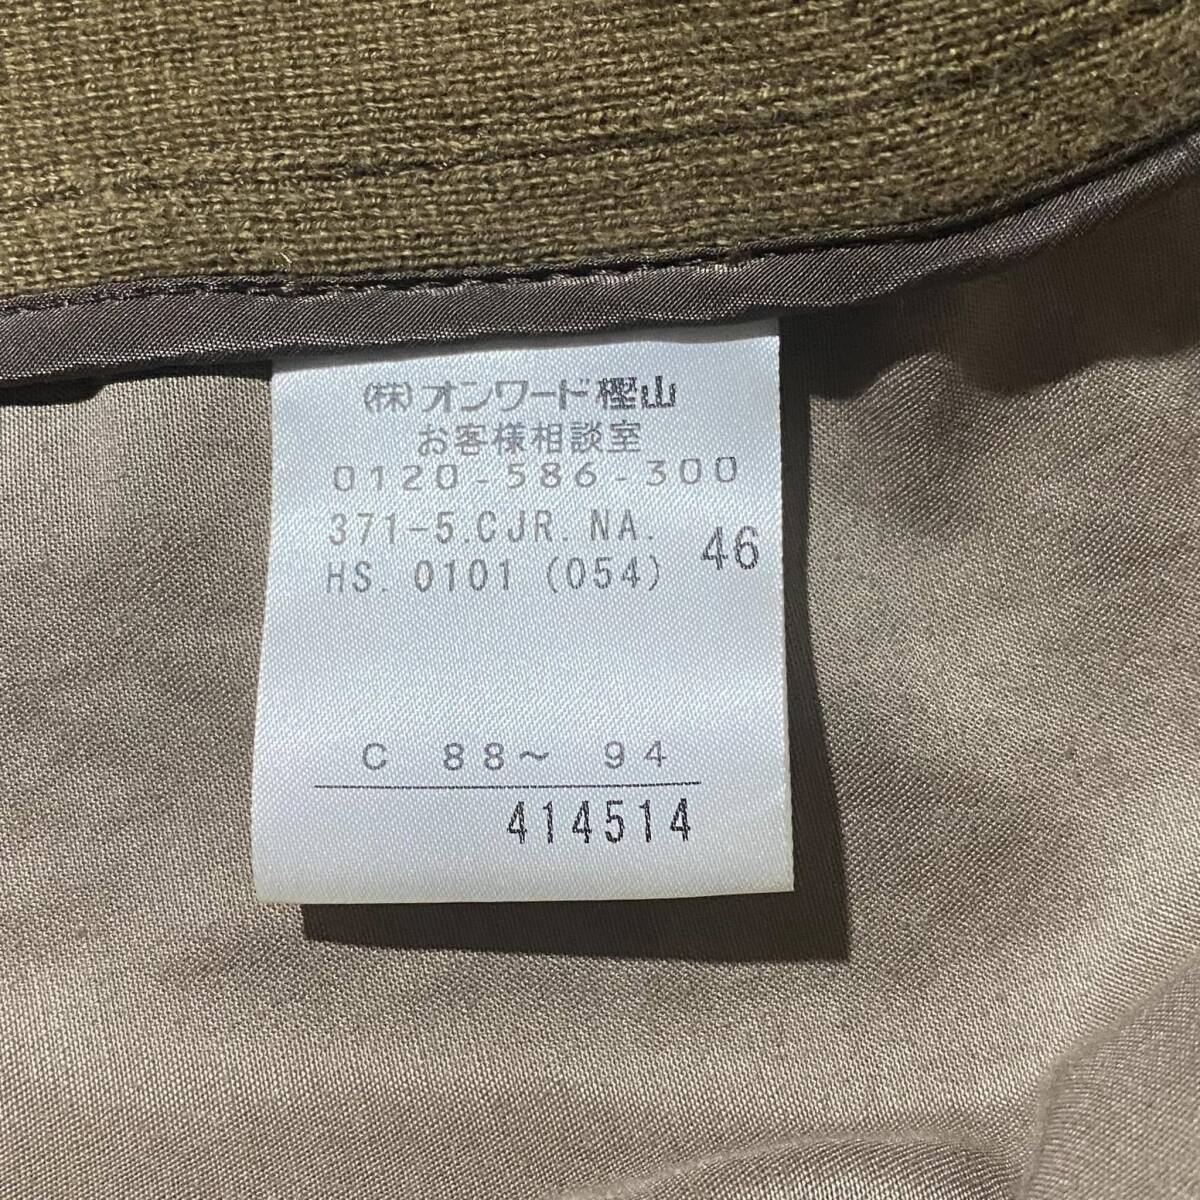 (株)オンワード樫山
お客様相談室
0120-586-300
371-5.CJR.NA.
HS. 0101 (054)
46
C 88～ 94
414514